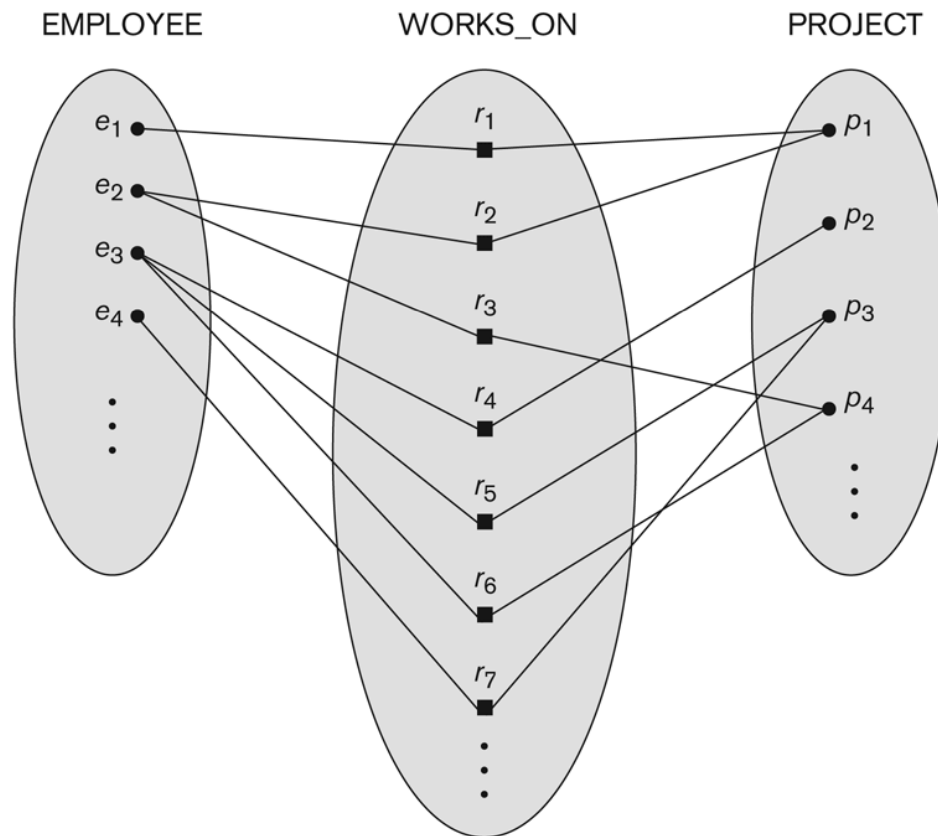 EMPLOYEE WORKS_ON PROJECT
e1
e2
e3
e4
r1
r2
r3
r4
r5
r6
r7
p1
p2
p3
p4